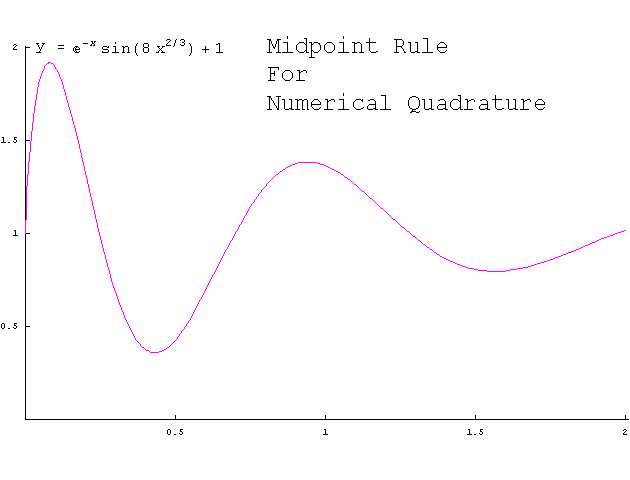 y = e^{-x} sin(8 x^{2/3}) + 1
Midpoint Rule
For
Numerical Quadrature
2
1.5
1
0.5
0.5
1
1.5
2